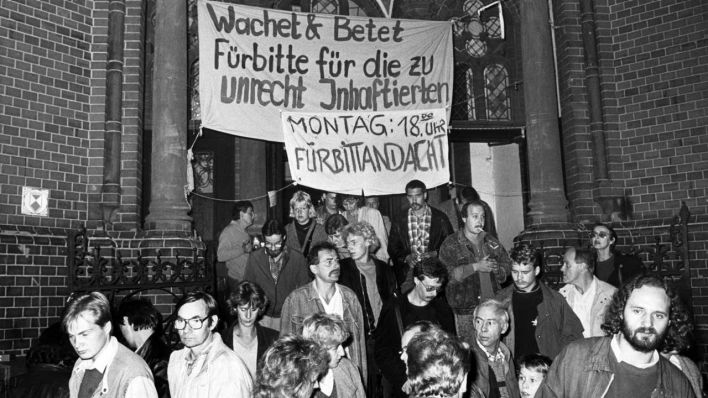 Wachet & Betet
Fürbitte für die zu
unrecht Inhaftierten
MONTAG: 18.00 UHR
FÜRBITTANDACHT